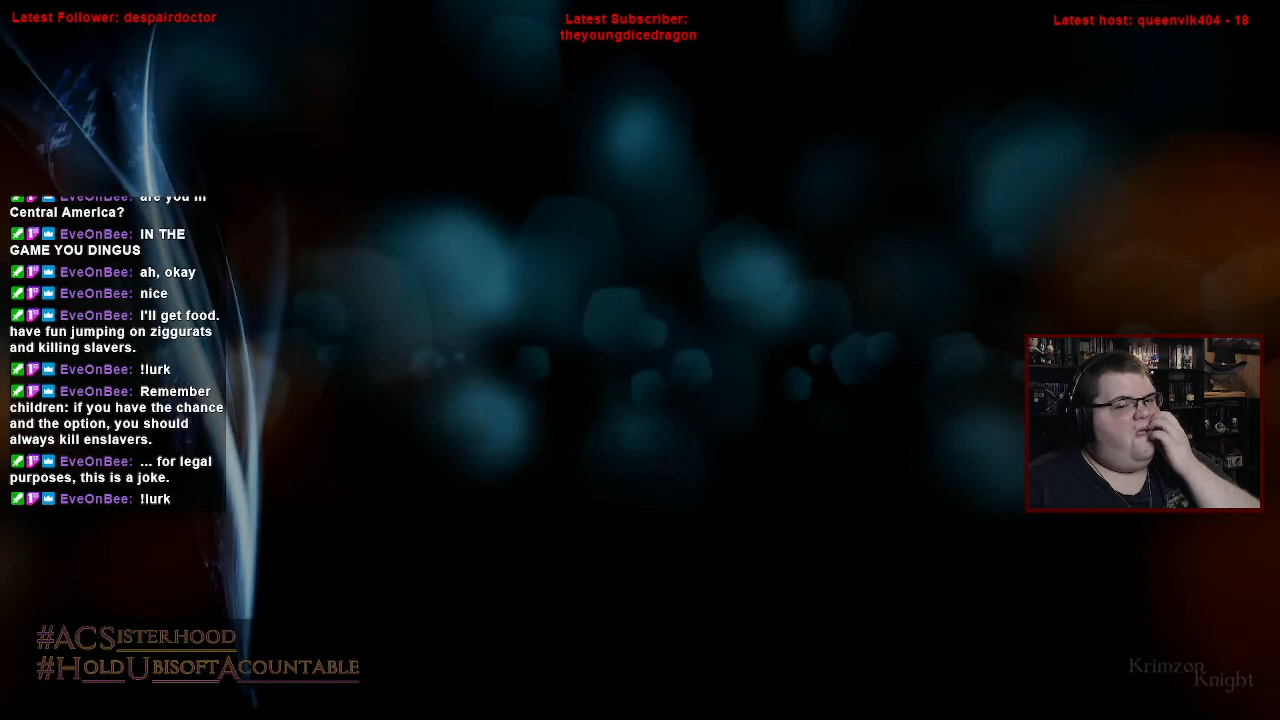 Latest Follower: despairdoctor
Latest Subscriber:
theyoungdicedragon
Latest host: queenvik404 - 18
EveOnBee: are you in
Central America?
EveOnBee: IN THE
GAME YOU DINGUS
EveOnBee: ah, okay
EveOnBee: nice
EveOnBee: I'll get food.
have fun jumping on ziggurats
and killing slavers.
EveOnBee: !lurk
EveOnBee: Remember
children: if you have the chance
and the option, you should
always kill enslavers.
EveOnBee: ... for legal
purposes, this is a joke.
EveOnBee: !lurk
#ACSisterhood
#HoldUbisoftAcountable
Krimzon
Knight